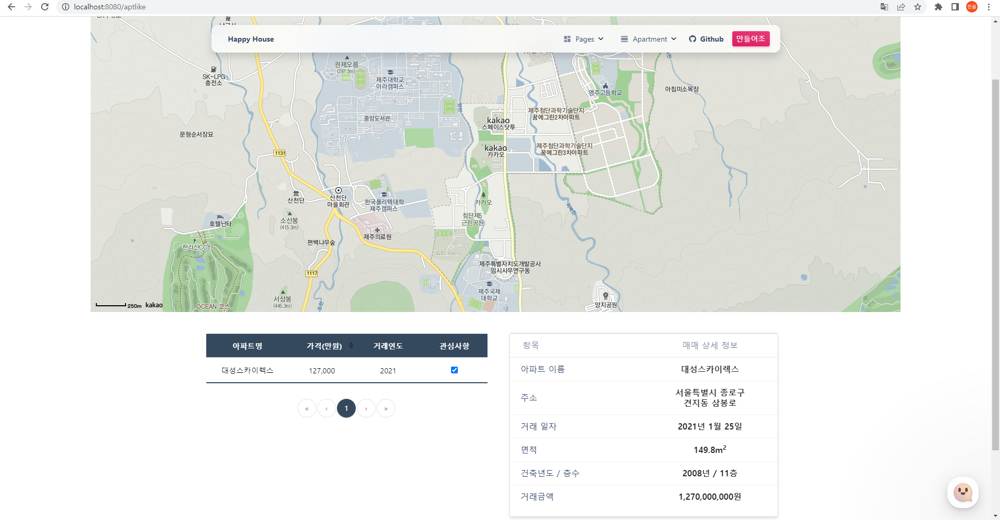 localhost:8080/aptlike
한울
Happy House
Pages
Apartment
Github
만들어조
권제오름
(297.3m)
SK-LPG
충전소
제주대학교
아라캠퍼스
영주고등학교
아침미소목장
중앙도서관
제주첨단과학기술단지
꿈에그린2차아파트
kakao
스페이스닷투
문형순서장묘
제주첨단과학기술단지
꿈에그린3차아파트
kakao
카카오
1131
산천단
산천단
마을회관
한국폴리텍대학
제주캠퍼스
카카오
화북천
소산봉
(415.3m)
첨단제5
근린공원
호텔난타
제주의료원
편백나무숲
한라산CC
제주특별자치도개발공사
임시사무연구동
1117
제주국제
대학교
서삼봉
(445.3m)
조천
양지공원
OCEAN 코스
250m kakao
아파트명 가격(만원) 거래연도 관심사항
대성스카이렉스 127,000 2021
« ‹ 1 › »
항목 매매 상세 정보
아파트 이름 대성스카이렉스
주소 서울특별시 종로구
견지동 삼봉로
거래 일자 2021년 1월 25일
면적 149.8m²
건축년도 / 층수 2008년 / 11층
거래금액 1,270,000,000원